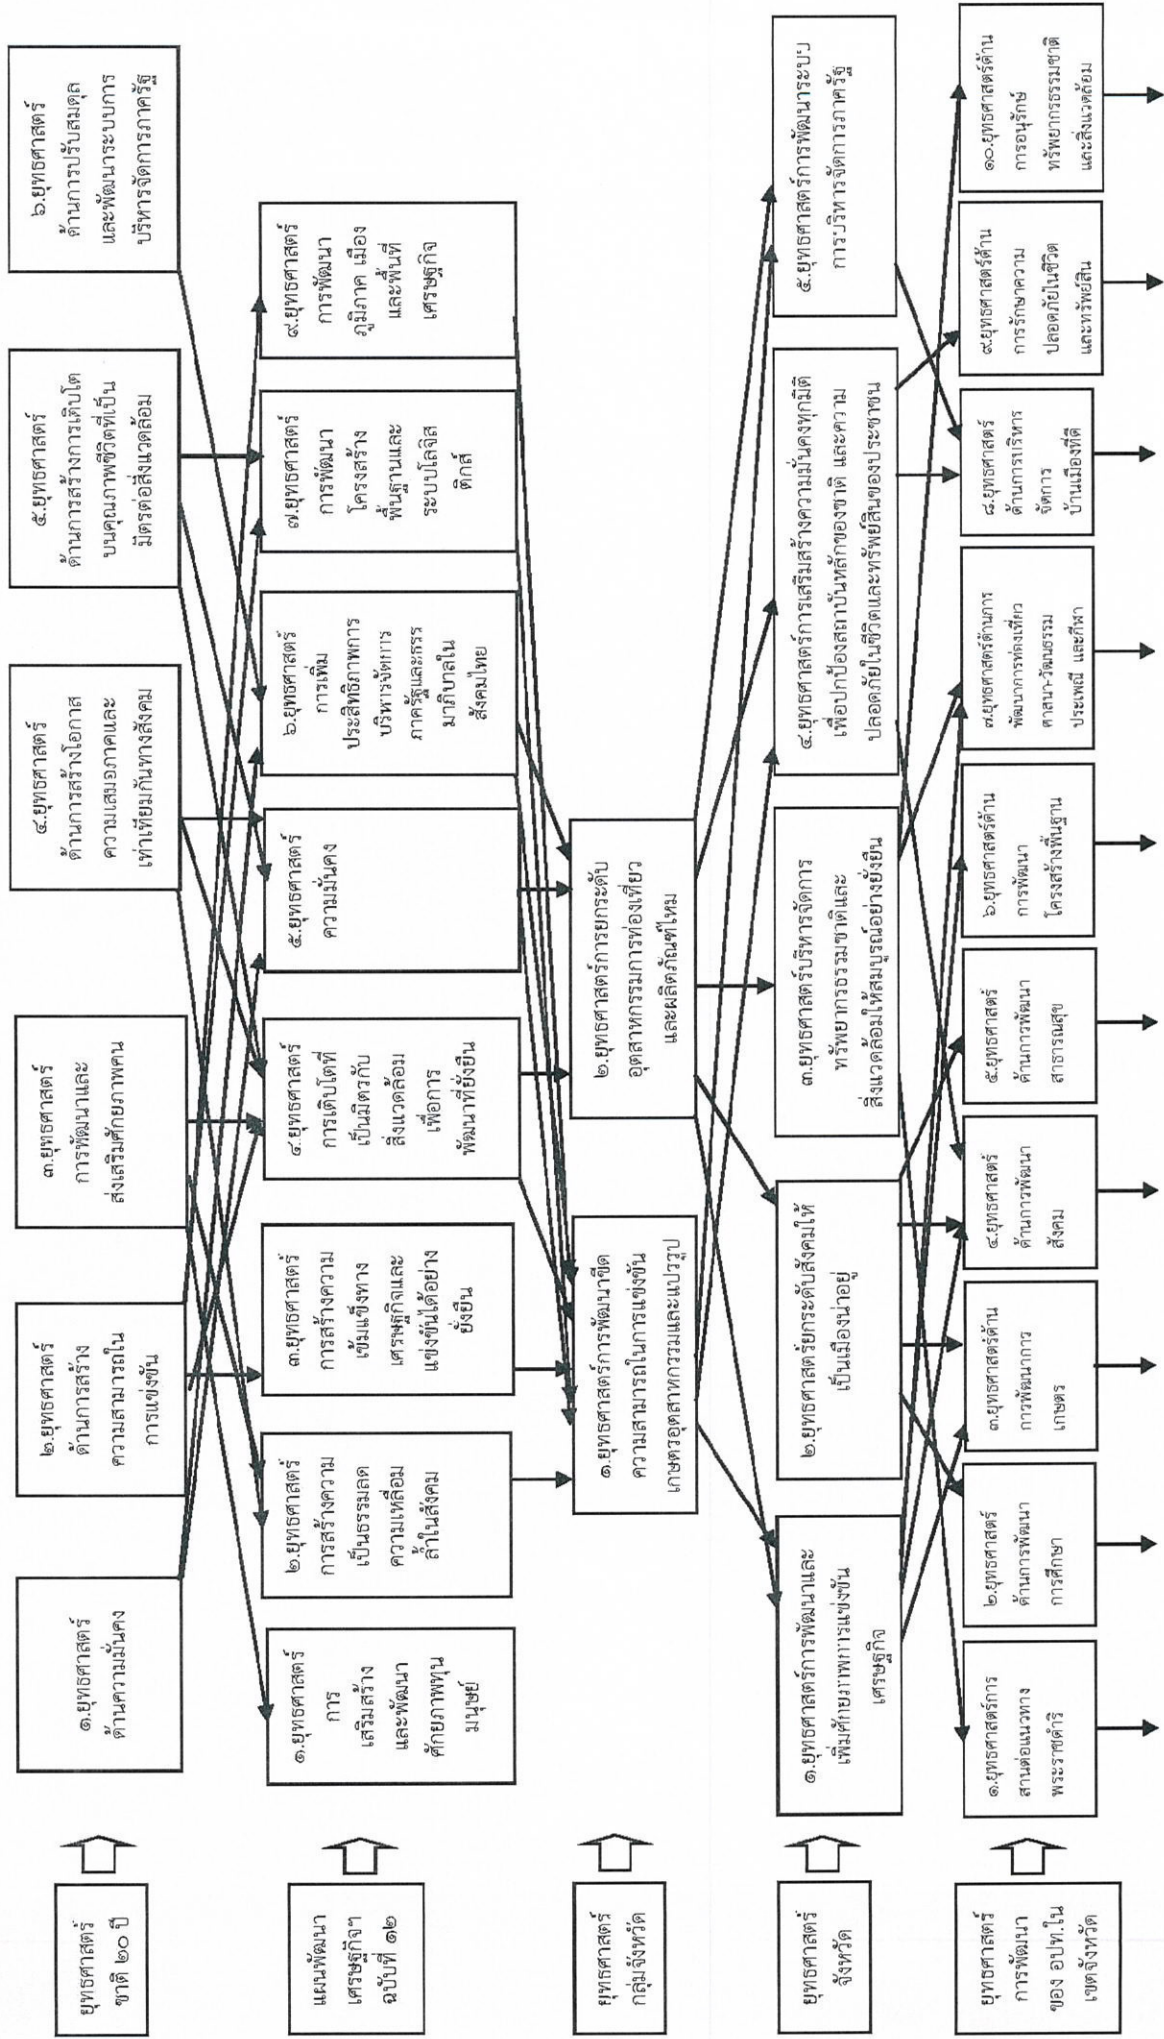 ยุทธศาสตร์
ชาติ ๒๐ ปี
๑.ยุทธศาสตร์
ด้านความมั่นคง
๒.ยุทธศาสตร์
ด้านการสร้าง
ความสามารถใน
การแข่งขัน
๓.ยุทธศาสตร์
การพัฒนาและ
ส่งเสริมศักยภาพคน
๔.ยุทธศาสตร์
ด้านการสร้างโอกาส
ความเสมอภาคและ
เท่าเทียมกันทางสังคม
๕.ยุทธศาสตร์
ด้านการสร้างการเติบโต
บนคุณภาพชีวิตที่เป็น
มิตรต่อสิ่งแวดล้อม
๖.ยุทธศาสตร์
ด้านการปรับสมดุล
และพัฒนาระบบการ
บริหารจัดการภาครัฐ
แผนพัฒนา
เศรษฐกิจฯ
ฉบับที่ ๑๒
๑.ยุทธศาสตร์
การ
เสริมสร้าง
และพัฒนา
ศักยภาพทุน
มนุษย์
๒.ยุทธศาสตร์
การสร้างความ
เป็นธรรมลด
ความเหลื่อม
ล้ำในสังคม
๓.ยุทธศาสตร์
การสร้างความ
เข้มแข็งทาง
เศรษฐกิจและ
แข่งขันได้อย่าง
ยั่งยืน
๔.ยุทธศาสตร์
การเติบโตที่
เป็นมิตรกับ
สิ่งแวดล้อม
เพื่อการ
พัฒนาที่ยั่งยืน
๕.ยุทธศาสตร์
ความมั่นคง
๖.ยุทธศาสตร์
การเพิ่ม
ประสิทธิภาพการ
บริหารจัดการ
ภาครัฐและธรร
มาภิบาลใน
สังคมไทย
๗.ยุทธศาสตร์
การพัฒนา
โครงสร้าง
พื้นฐานและ
ระบบโลจิส
ติกส์
๙.ยุทธศาสตร์
การพัฒนา
ภูมิภาค เมือง
และพื้นที่
เศรษฐกิจ
ยุทธศาสตร์
กลุ่มจังหวัด
๑.ยุทธศาสตร์การพัฒนาขีด
ความสามารถในการแข่งขัน
เกษตรอุตสาหกรรมและแปรรูป
๒.ยุทธศาสตร์การยกระดับ
อุตสาหกรรมการท่องเที่ยว
และผลิตภัณฑ์ไหม
ยุทธศาสตร์
จังหวัด
๑.ยุทธศาสตร์การพัฒนาและ
เพิ่มศักยภาพการแข่งขัน
เศรษฐกิจ
๒.ยุทธศาสตร์ยกระดับสังคมให้
เป็นเมืองน่าอยู่
๓.ยุทธศาสตร์บริหารจัดการ
ทรัพยากรธรรมชาติและ
สิ่งแวดล้อมให้สมบูรณ์อย่างยั่งยืน
๔.ยุทธศาสตร์การเสริมสร้างความมั่นคงทุกมิติ
เพื่อปกป้องสถาบันหลักของชาติ และความ
ปลอดภัยในชีวิตและทรัพย์สินของประชาชน
๕.ยุทธศาสตร์การพัฒนาระบบ
การบริหารจัดการภาครัฐ
ยุทธศาสตร์
การพัฒนา
ของ อปท.ใน
เขตจังหวัด
๑.ยุทธศาสตร์การ
สานต่อแนวทาง
พระราชดำริ
๒.ยุทธศาสตร์
ด้านการพัฒนา
การศึกษา
๓.ยุทธศาสตร์ด้าน
การพัฒนาการ
เกษตร
๔.ยุทธศาสตร์
ด้านการพัฒนา
สังคม
๕.ยุทธศาสตร์
ด้านการพัฒนา
สาธารณสุข
๖.ยุทธศาสตร์ด้าน
การพัฒนา
โครงสร้างพื้นฐาน
๗.ยุทธศาสตร์ด้านการ
พัฒนาการท่องเที่ยว
ศาสนา-วัฒนธรรม
ประเพณี และกีฬา
๘.ยุทธศาสตร์
ด้านการบริหาร
จัดการ
บ้านเมืองที่ดี
๙.ยุทธศาสตร์ด้าน
การรักษาความ
ปลอดภัยในชีวิต
และทรัพย์สิน
๑๐.ยุทธศาสตร์ด้าน
การอนุรักษ์
ทรัพยากรธรรมชาติ
และสิ่งแวดล้อม